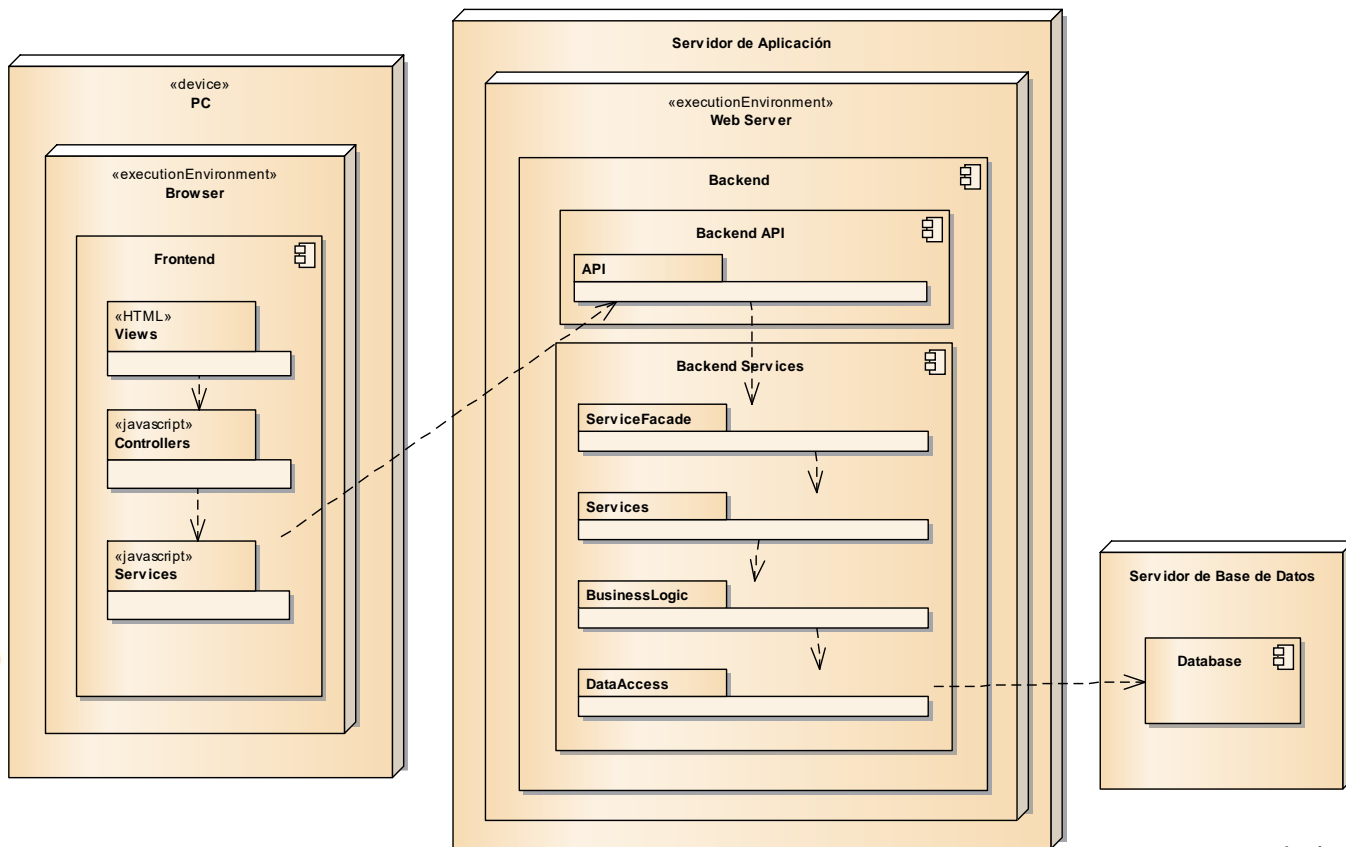 «device»
PC
«executionEnvironment»
Browser
Frontend
«HTML»
Views
«javascript»
Controllers
«javascript»
Services
Servidor de Aplicación
«executionEnvironment»
Web Server
Backend
Backend API
API
Backend Services
ServiceFacade
Services
BusinessLogic
DataAccess
Servidor de Base de Datos
Database